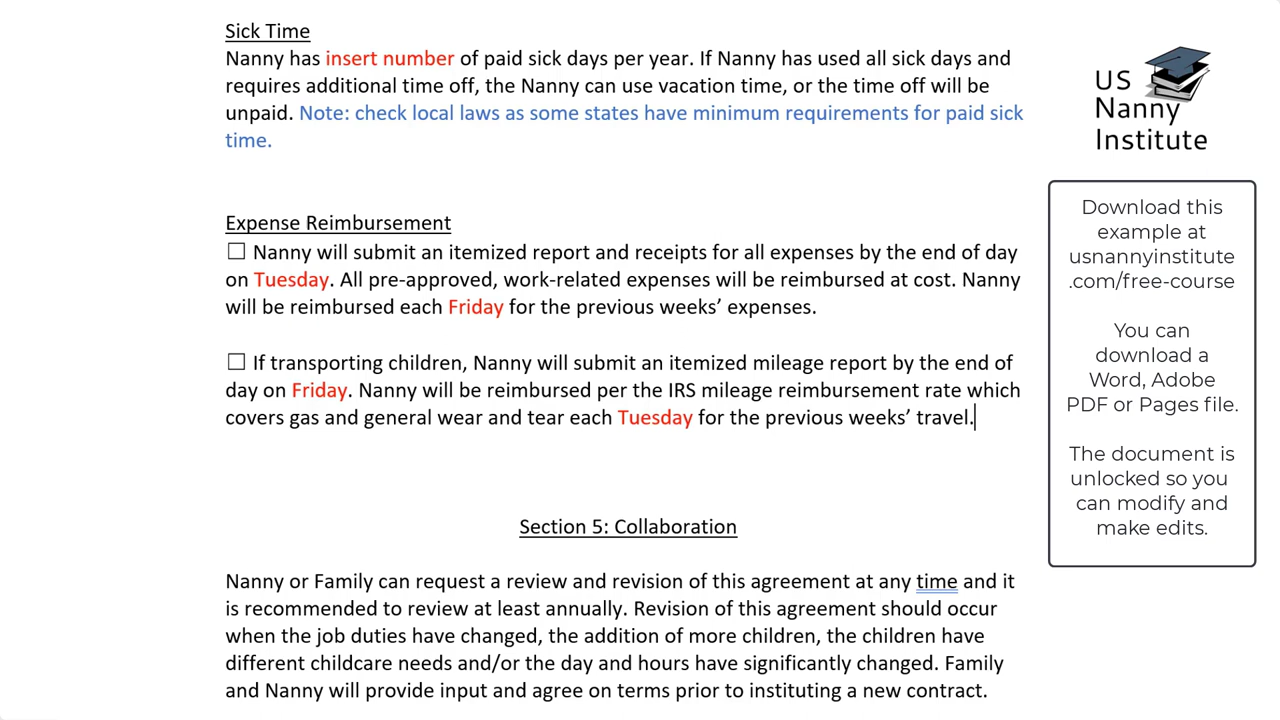 Sick Time
Nanny has insert number of paid sick days per year. If Nanny has used all sick days and
requires additional time off, the Nanny can use vacation time, or the time off will be
unpaid. Note: check local laws as some states have minimum requirements for paid sick
time.
Expense Reimbursement
☐ Nanny will submit an itemized report and receipts for all expenses by the end of day
on Tuesday. All pre-approved, work-related expenses will be reimbursed at cost. Nanny
will be reimbursed each Friday for the previous weeks’ expenses.
☐ If transporting children, Nanny will submit an itemized mileage report by the end of
day on Friday. Nanny will be reimbursed per the IRS mileage reimbursement rate which
covers gas and general wear and tear each Tuesday for the previous weeks’ travel.
Section 5: Collaboration
Nanny or Family can request a review and revision of this agreement at any time and it
is recommended to review at least annually. Revision of this agreement should occur
when the job duties have changed, the addition of more children, the children have
different childcare needs and/or the day and hours have significantly changed. Family
and Nanny will provide input and agree on terms prior to instituting a new contract.
US
Nanny
Institute
Download this
example at
usnannyinstitute
.com/free-course
You can
download a
Word, Adobe
PDF or Pages file.
The document is
unlocked so you
can modify and
make edits.